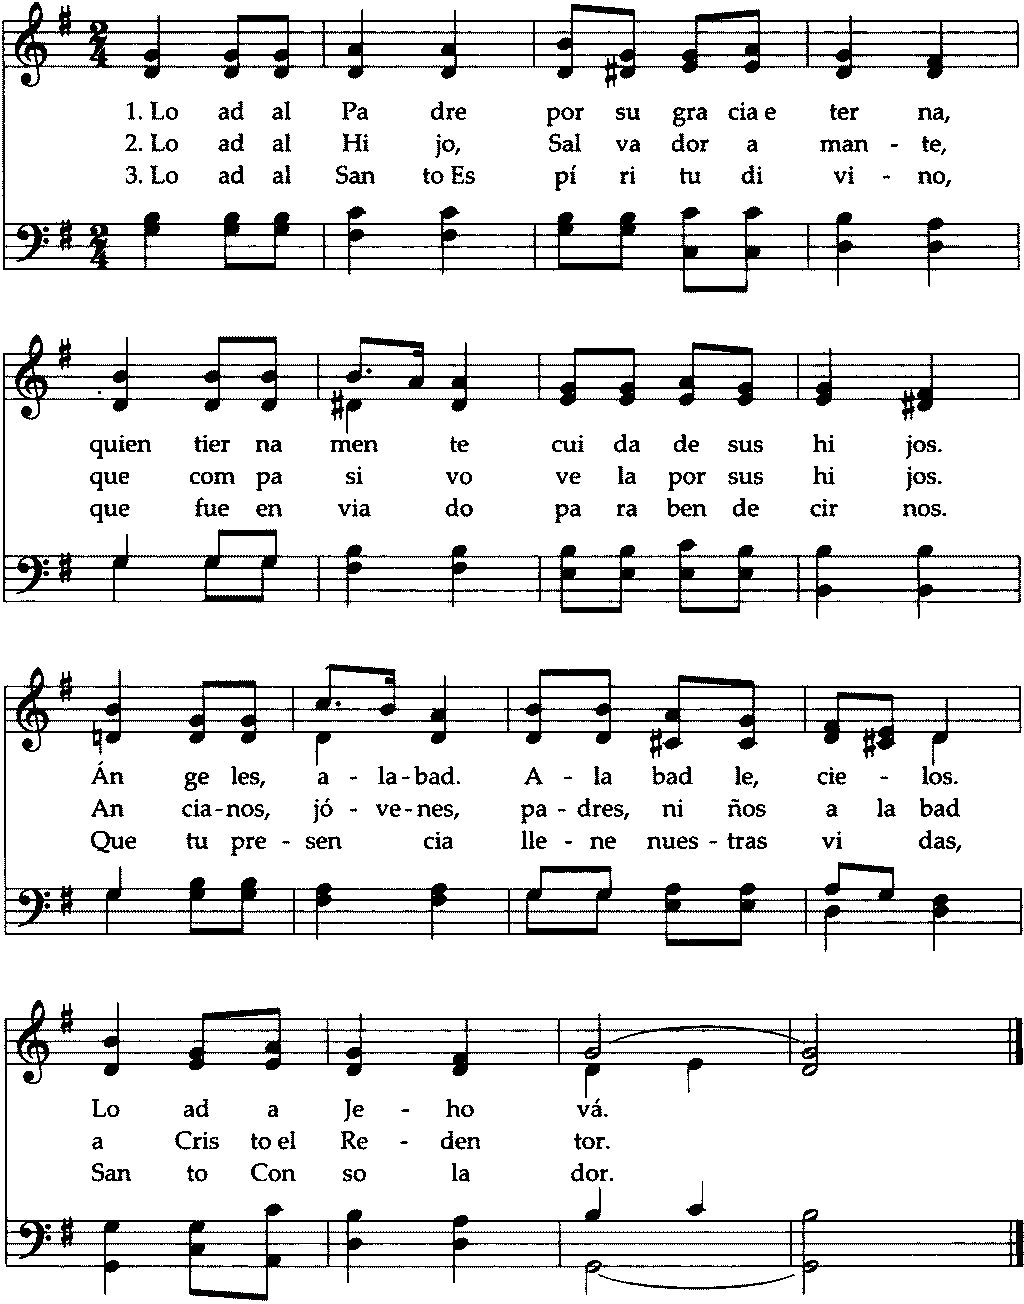 1. Lo ad al Pa dre por su gra cia e ter na,
2. Lo ad al Hi jo, Sal va dor a man - te,
3. Lo ad al San to Es pí ri tu di vi - no,
quien tier na men te cui da de sus hi jos.
que com pa si vo ve la por sus hi jos.
que fue en via do pa ra ben de cir nos.
Án ge les, a - la - bad. A - la bad le, cie - los.
An cia - nos, jó - ve - nes, pa - dres, ni ños a la bad
Que tu pre - sen cia lle - ne nues - tras vi das,
Lo ad a Je - ho vá.
a Cris to el Re - den tor.
San to Con so la dor.